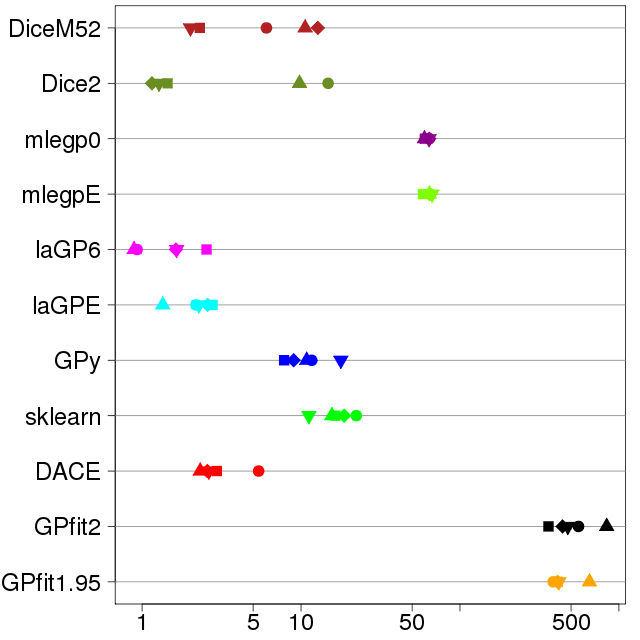 DiceM52
Dice2
mlegp0
mlegpE
laGP6
laGPE
GPy
sklearn
DACE
GPfit2
GPfit1.95
1 5 10 50 500